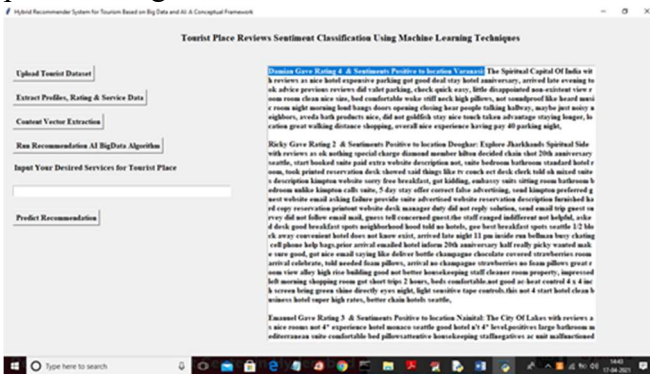 Hybrid Recommender System for Tourism Based on Big Data and AI: A Conceptual Framework
Tourist Place Reviews Sentiment Classification Using Machine Learning Techniques
Upload Tourist Dataset
Extract Profiles, Rating & Service Data
Content Vector Extraction
Run Recommendation AI BigData Algorithm
Input Your Desired Services for Tourist Place
Predict Recommendation
Damian Gave Rating 4 & Sentiments Positive to location Varanasi: The Spiritual Capital Of India wit
h reviews as nice hotel expensive parking got good deal stay hotel anniversary, arrived late evening to
ok advice previous reviews did valet parking, check quick easy, little disappointed non-existent view r
oom room clean nice size, bed comfortable woke stiff neck high pillows, not soundproof like heard musi
c room night morning loud bangs doors opening closing hear people talking hallway, maybe just noisy n
eighbors, aveda bath products nice, did not goldfish stay nice touch taken advantage staying longer, lo
cation great walking distance shopping, overall nice experience having pay 40 parking night,
Ricky Gave Rating 2 & Sentiments Positive to location Deoghar: Explore Jharkhands Spiritual Side
with reviews as ok nothing special charge diamond member hilton decided chain shot 20th anniversary
seattle, start booked suite paid extra website description not, suite bedroom bathroom standard hotel r
oom, took printed reservation desk showed said things like tv couch ect desk clerk told oh mixed suite
s description kimpton website sorry free breakfast, got kidding, embassy suits sitting room bathroom b
edroom unlike kimpton calls suite, 5 day stay offer correct false advertising, send kimpton preferred g
uest website email asking failure provide suite advertised website reservation description furnished ha
rd copy reservation printout website desk manager duty did not reply solution, send email trip guest su
rvey did not follow email mail, guess tell concerned guest.the staff ranged indifferent not helpful, aske
d desk good breakfast spots neighborhood hood told no hotels, gee best breakfast spots seattle 1/2 blo
ck away convenient hotel does not know exist, arrived late night 11 pm inside run bellman busy chating
cell phone help bags.prior arrival emailed hotel inform 20th anniversary half really picky wanted mak
e sure good, got nice email saying like deliver bottle champagne chocolate covered strawberries room
arrival celebrate, told needed foam pillows, arrival no champagne strawberries no foam pillows great r
oom view alley high rise building good not better housekeeping staff cleaner room property, impressed
left morning shopping room got short trips 2 hours, beds comfortable.not good ac-heat control 4 x 4 inc
h screen bring green shine directly eyes night, light sensitive tape controls.this not 4 start hotel clean b
usiness hotel super high rates, better chain hotels seattle,
Emanuel Gave Rating 3 & Sentiments Positive to location Nainital: The City Of Lakes with reviews a
s nice rooms not 4* experience hotel monaco seattle good hotel n't 4* level.positives large bathroom m
editerranean suite comfortable bed pillowsattentive housekeeping staffnegatives ac unit malfunctioned
Type here to search
14:43
17-04-2021